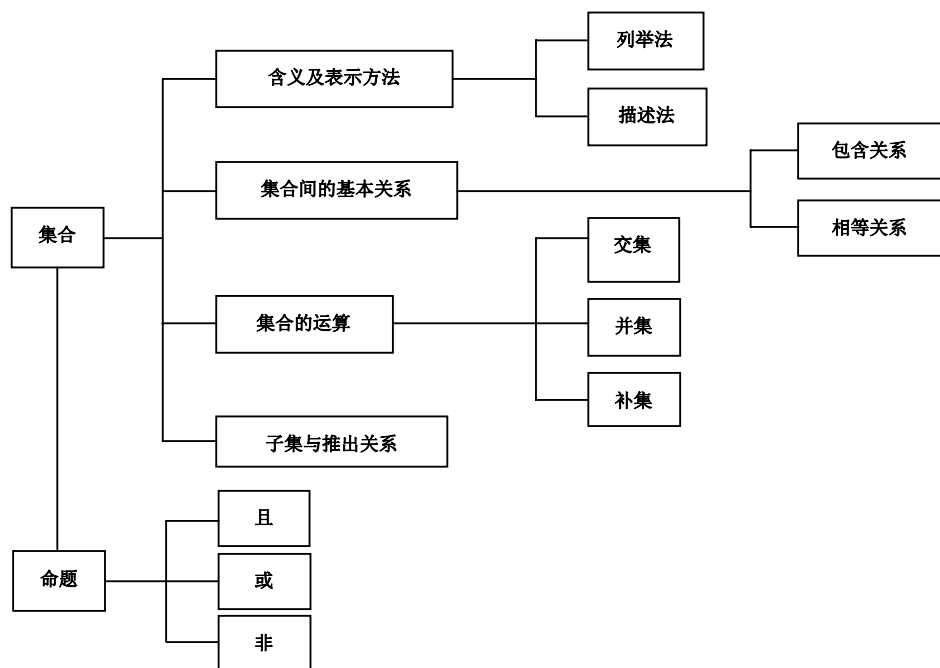 集合
含义及表示方法
列举法
描述法
集合间的基本关系
包含关系
相等关系
集合的运算
交集
并集
补集
子集与推出关系
命题
且
或
非